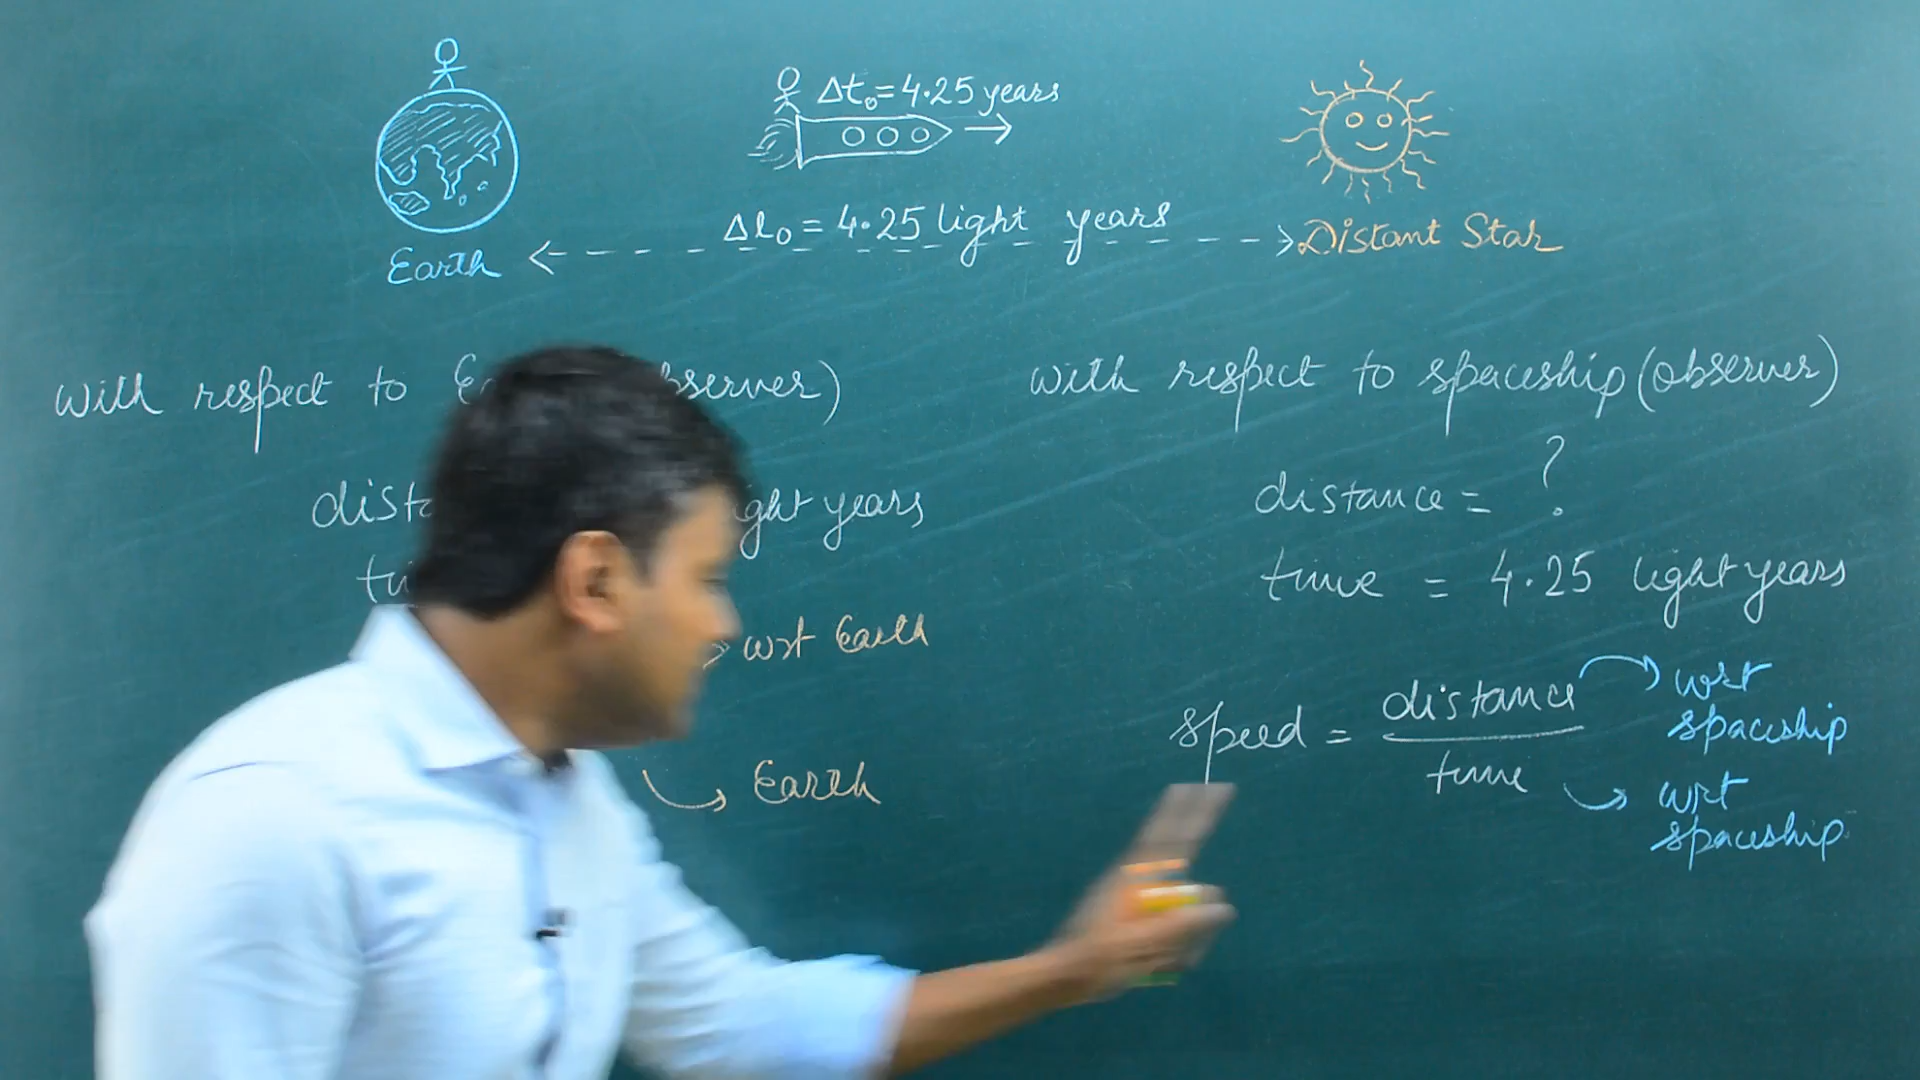 Δt₀ = 4.25 years
Δl₀ = 4.25 light years
Earth
Distant Star
with respect to
bserver)
dista
ght years
wrt Earth
Earth
with respect to spaceship (observer)
distance = ?
time = 4.25 light years
speed = distance / time
wrt
spaceship
wrt
spaceship